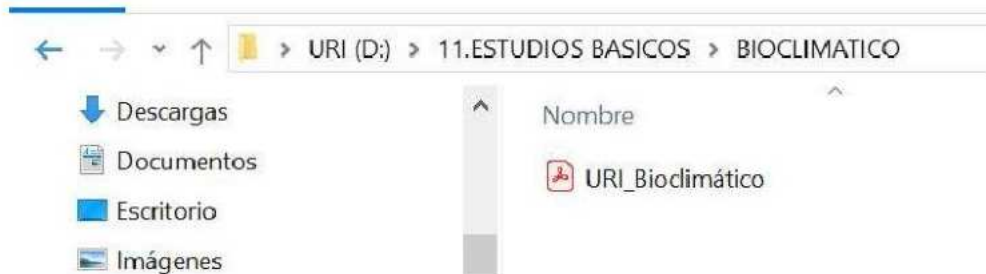 URI (D:) > 11.ESTUDIOS BASICOS > BIOCLIMATICO
Descargas
Documentos
Escritorio
Imágenes
Nombre
URI_Bioclimático